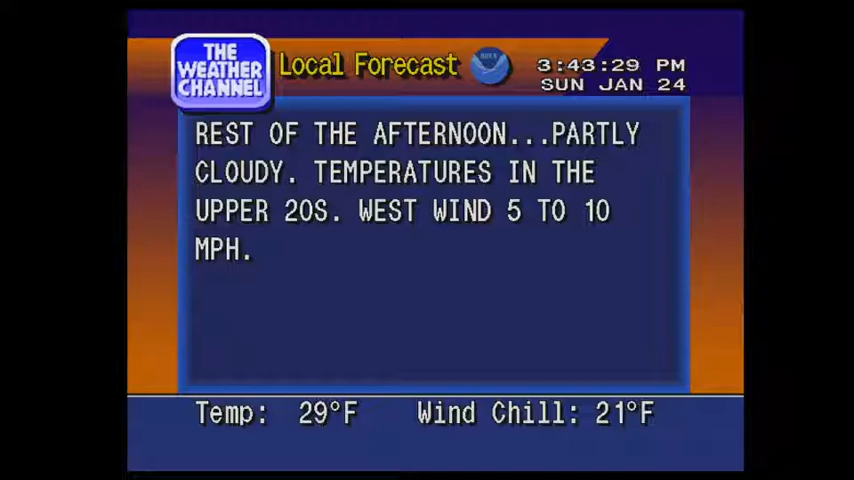 THE
WEATHER
CHANNEL
Local Forecast
NOAA
3:43:29 PM
SUN JAN 24
REST OF THE AFTERNOON...PARTLY
CLOUDY. TEMPERATURES IN THE
UPPER 20S. WEST WIND 5 TO 10
MPH.
Temp: 29°F Wind Chill: 21°F